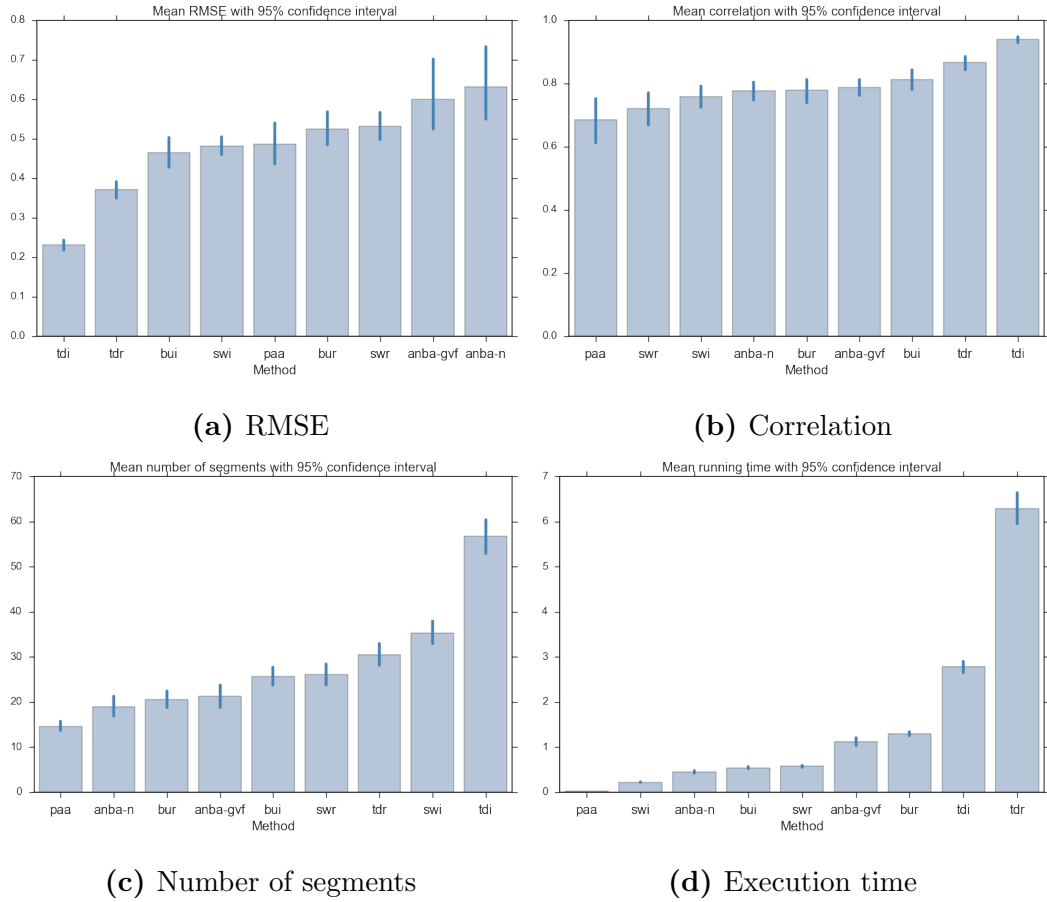 Mean RMSE with 95% confidence interval
0.8
0.7
0.6
0.5
0.4
0.3
0.2
0.1
0.0
tdi tdr bui swi paa bur swr anba-gvf anba-n
Method
(a) RMSE
Mean correlation with 95% confidence interval
1.0
0.8
0.6
0.4
0.2
0.0
paa swr swi anba-n bur anba-gvf bui tdr tdi
Method
(b) Correlation
Mean number of segments with 95% confidence interval
70
60
50
40
30
20
10
0
paa anba-n bur anba-gvf bui swr tdr swi tdi
Method
(c) Number of segments
Mean running time with 95% confidence interval
7
6
5
4
3
2
1
0
paa swi anba-n bui swr anba-gvf bur tdi tdr
Method
(d) Execution time